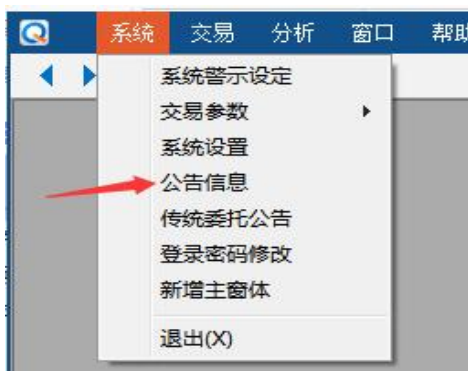 系统 交易 分析 窗口 帮助
系统警示设定
交易参数
系统设置
公告信息
传统委托公告
登录密码修改
新增主窗体
退出(X)